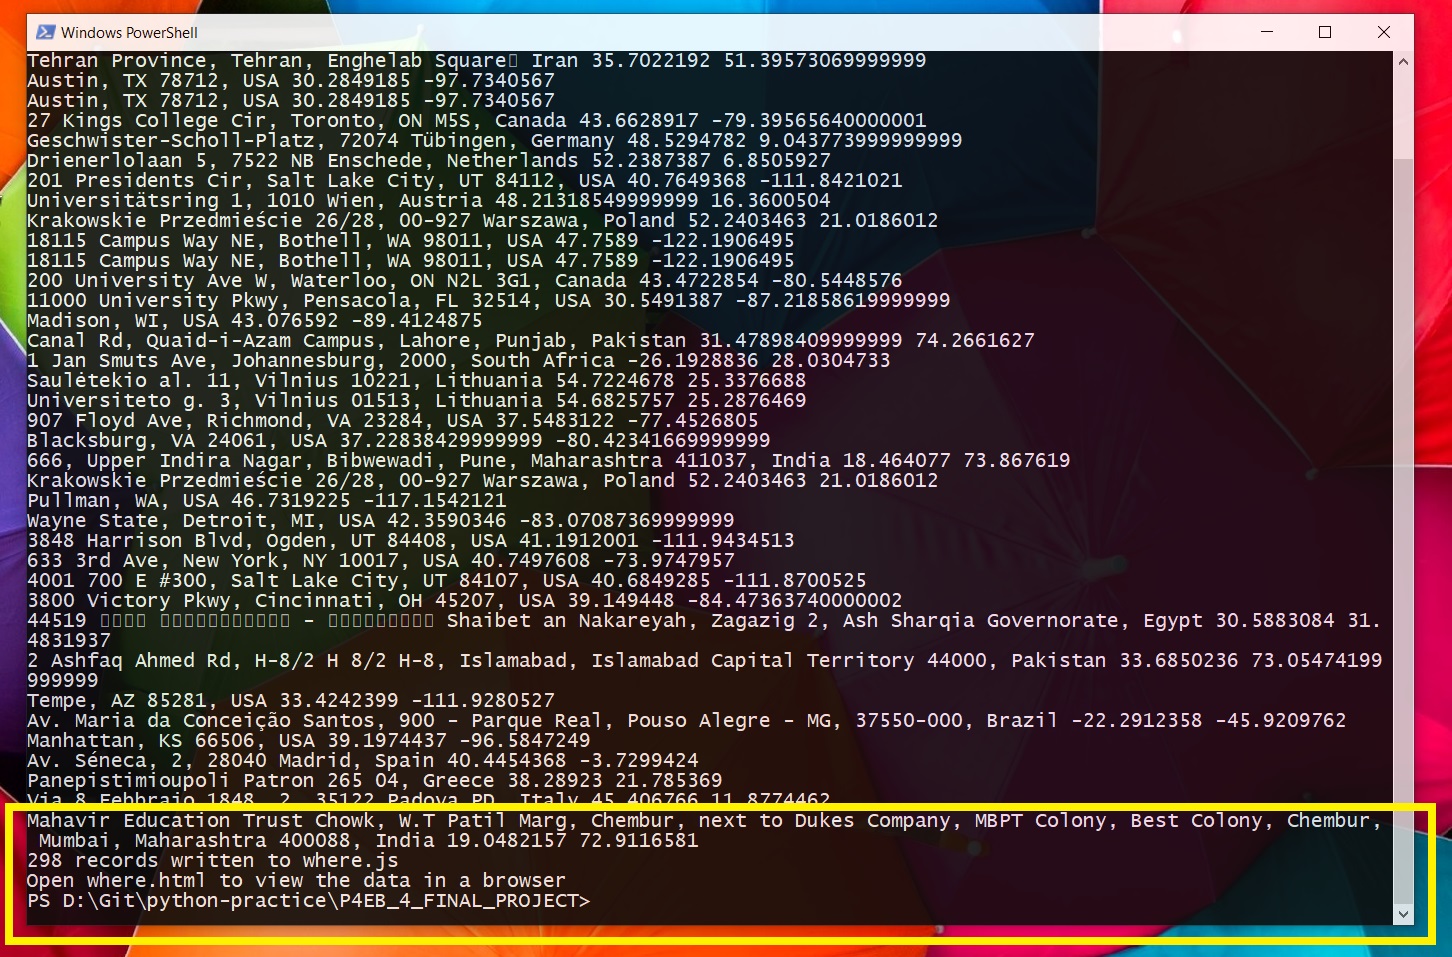 Windows PowerShell
Tehran Province, Tehran, Enghelab Square▯ Iran 35.7022192 51.39573069999999
Austin, TX 78712, USA 30.2849185 -97.7340567
Austin, TX 78712, USA 30.2849185 -97.7340567
27 Kings College Cir, Toronto, ON M5S, Canada 43.6628917 -79.39565640000001
Geschwister-Scholl-Platz, 72074 Tübingen, Germany 48.5294782 9.043773999999999
Drienerlolaan 5, 7522 NB Enschede, Netherlands 52.2387387 6.8505927
201 Presidents Cir, Salt Lake City, UT 84112, USA 40.7649368 -111.8421021
Universitätsring 1, 1010 Wien, Austria 48.21318549999999 16.3600504
Krakowskie Przedmieście 26/28, 00-927 Warszawa, Poland 52.2403463 21.0186012
18115 Campus Way NE, Bothell, WA 98011, USA 47.7589 -122.1906495
18115 Campus Way NE, Bothell, WA 98011, USA 47.7589 -122.1906495
200 University Ave W, Waterloo, ON N2L 3G1, Canada 43.4722854 -80.5448576
11000 University Pkwy, Pensacola, FL 32514, USA 30.5491387 -87.21858619999999
Madison, WI, USA 43.076592 -89.4124875
Canal Rd, Quaid-i-Azam Campus, Lahore, Punjab, Pakistan 31.47898409999999 74.2661627
1 Jan Smuts Ave, Johannesburg, 2000, South Africa -26.1928836 28.0304733
Saulėtekio al. 11, Vilnius 10221, Lithuania 54.7224678 25.3376688
Universiteto g. 3, Vilnius 01513, Lithuania 54.6825757 25.2876469
907 Floyd Ave, Richmond, VA 23284, USA 37.5483122 -77.4526805
Blacksburg, VA 24061, USA 37.22838429999999 -80.42341669999999
666, Upper Indira Nagar, Bibwewadi, Pune, Maharashtra 411037, India 18.464077 73.867619
Krakowskie Przedmieście 26/28, 00-927 Warszawa, Poland 52.2403463 21.0186012
Pullman, WA, USA 46.7319225 -117.1542121
Wayne State, Detroit, MI, USA 42.3590346 -83.07087369999999
3848 Harrison Blvd, Ogden, UT 84408, USA 41.1912001 -111.9434513
633 3rd Ave, New York, NY 10017, USA 40.7497608 -73.9747957
4001 700 E #300, Salt Lake City, UT 84107, USA 40.6849285 -111.8700525
3800 Victory Pkwy, Cincinnati, OH 45207, USA 39.149448 -84.47363740000002
44519 ▯▯▯▯ ▯▯▯▯▯▯▯▯▯▯▯ - ▯▯▯▯▯▯▯▯▯ Shaibet an Nakareyah, Zagazig 2, Ash Sharqia Governorate, Egypt 30.5883084 31.
4831937
2 Ashfaq Ahmed Rd, H-8/2 H 8/2 H-8, Islamabad, Islamabad Capital Territory 44000, Pakistan 33.6850236 73.05474199
999999
Tempe, AZ 85281, USA 33.4242399 -111.9280527
Av. Maria da Conceição Santos, 900 - Parque Real, Pouso Alegre - MG, 37550-000, Brazil -22.2912358 -45.9209762
Manhattan, KS 66506, USA 39.1974437 -96.5847249
Av. Séneca, 2, 28040 Madrid, Spain 40.4454368 -3.7299424
Panepistimioupoli Patron 265 04, Greece 38.28923 21.785369
Via 8 Febbraio 1848, 2, 35122 Padova PD, Italy 45.406766 11.8774462
Mahavir Education Trust Chowk, W.T Patil Marg, Chembur, next to Dukes Company, MBPT Colony, Best Colony, Chembur,
Mumbai, Maharashtra 400088, India 19.0482157 72.9116581
298 records written to where.js
Open where.html to view the data in a browser
PS D:\Git\python-practice\P4EB_4_FINAL_PROJECT>